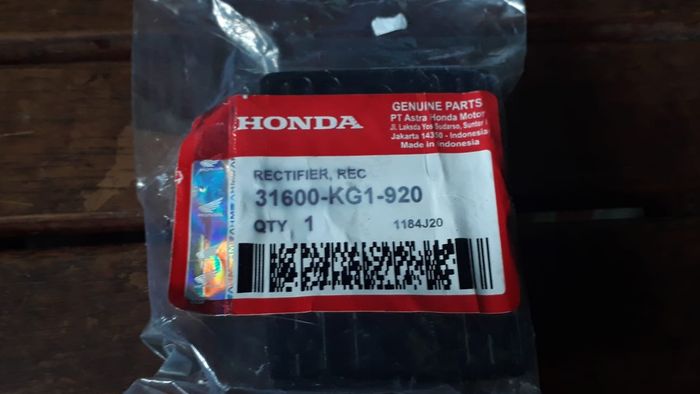 HONDA
GENUINE PARTS
PT Astra Honda Motor
Jl. Laksda Yos Sudarso, Sunter
Jakarta 14350 - Indonesia
Made in Indonesia
RECTIFIER, REC
31600-KG1-920
QTY, 1
1184J20